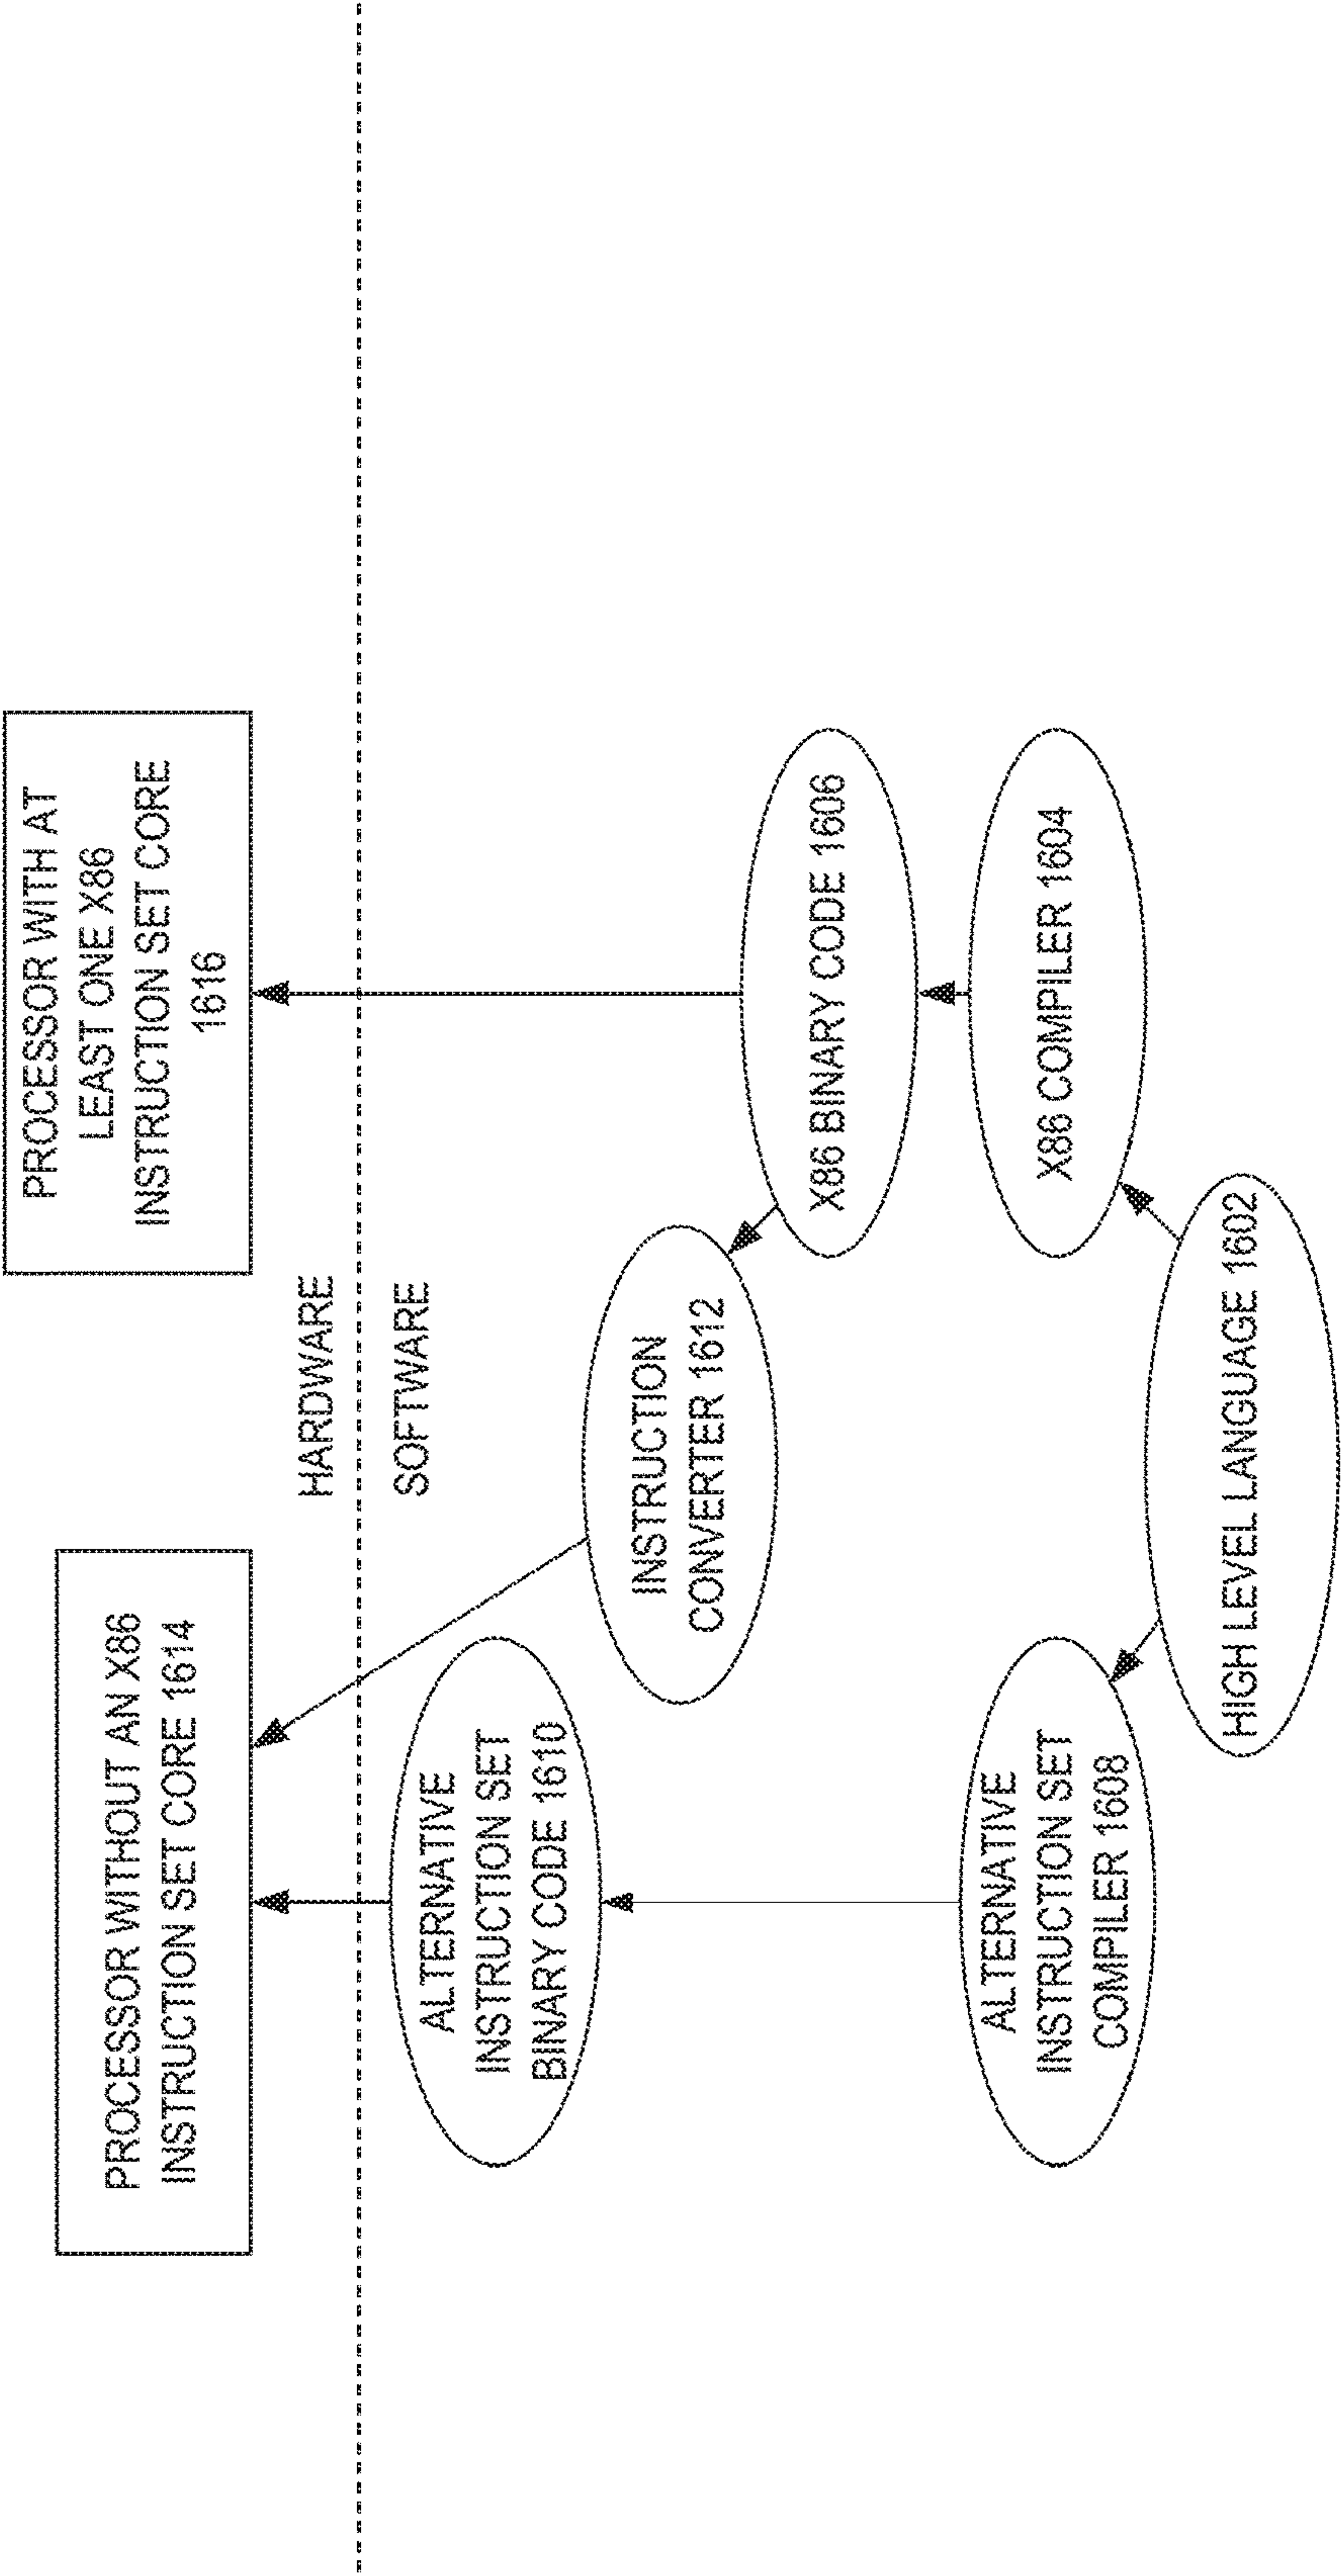 PROCESSOR WITHOUT AN X86
INSTRUCTION SET CORE 1614
PROCESSOR WITH AT
LEAST ONE X86
INSTRUCTION SET CORE
1616
HARDWARE
SOFTWARE
ALTERNATIVE
INSTRUCTION SET
BINARY CODE 1610
INSTRUCTION
CONVERTER 1612
X86 BINARY CODE 1606
ALTERNATIVE
INSTRUCTION SET
COMPILER 1608
X86 COMPILER 1604
HIGH LEVEL LANGUAGE 1602